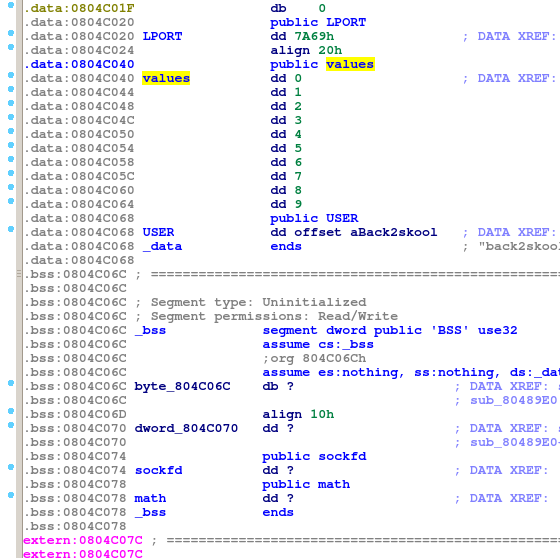 .data:0804C01F db 0
.data:0804C020 public LPORT
.data:0804C020 LPORT dd 7A69h ; DATA XREF:
.data:0804C024 align 20h
.data:0804C040 public values
.data:0804C040 values dd 0 ; DATA XREF:
.data:0804C044 dd 1
.data:0804C048 dd 2
.data:0804C04C dd 3
.data:0804C050 dd 4
.data:0804C054 dd 5
.data:0804C058 dd 6
.data:0804C05C dd 7
.data:0804C060 dd 8
.data:0804C064 dd 9
.data:0804C068 public USER
.data:0804C068 USER dd offset aBack2skool ; DATA XREF:
.data:0804C068 _data ends ; "back2skoo
.data:0804C068
.bss:0804C06C ; ===================================================
.bss:0804C06C
.bss:0804C06C ; Segment type: Uninitialized
.bss:0804C06C ; Segment permissions: Read/Write
.bss:0804C06C _bss segment dword public 'BSS' use32
.bss:0804C06C assume cs:_bss
.bss:0804C06C ;org 804C06Ch
.bss:0804C06C assume es:nothing, ss:nothing, ds:_da
.bss:0804C06C byte_804C06C db ? ; DATA XREF: s
.bss:0804C06C ; sub_80489E0
.bss:0804C06D align 10h
.bss:0804C070 dword_804C070 dd ? ; DATA XREF: s
.bss:0804C070 ; sub_80489E0
.bss:0804C074 public sockfd
.bss:0804C074 sockfd dd ? ; DATA XREF:
.bss:0804C078 public math
.bss:0804C078 math dd ? ; DATA XREF:
.bss:0804C078 _bss ends
.bss:0804C078
extern:0804C07C ; =================================================
extern:0804C07C